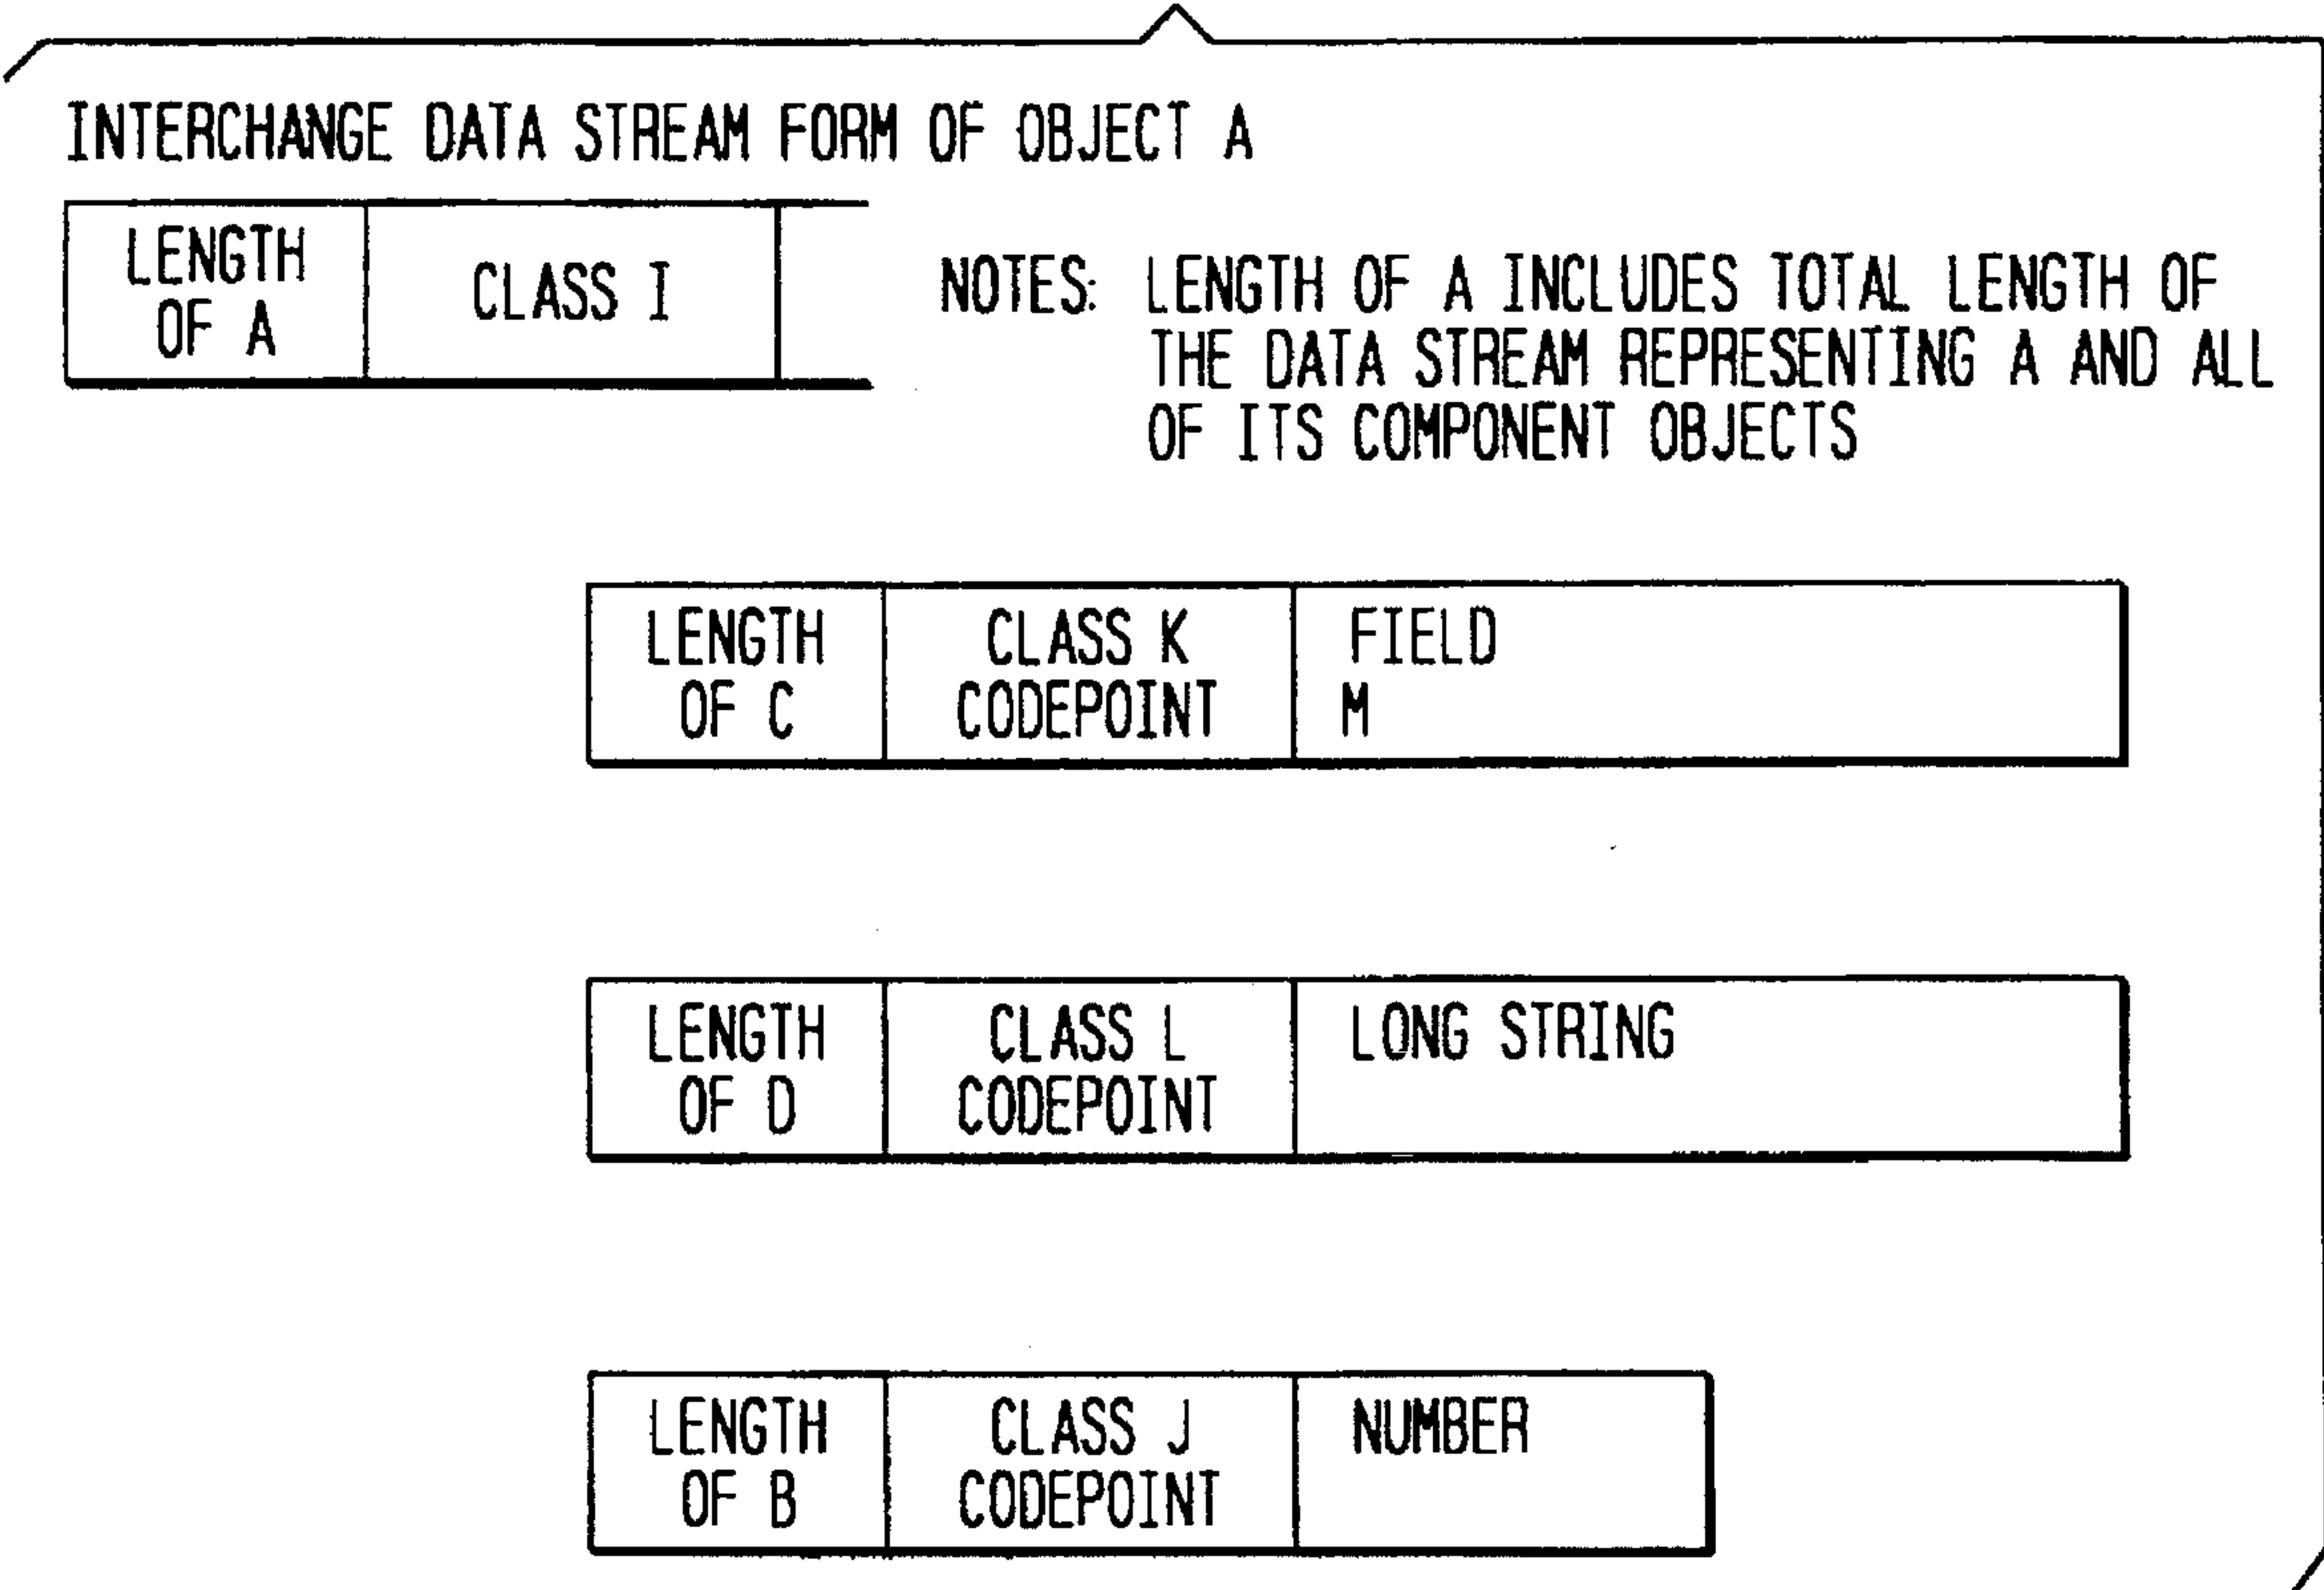 INTERCHANGE DATA STREAM FORM OF OBJECT A
LENGTH
OF A
CLASS I
NOTES: LENGTH OF A INCLUDES TOTAL LENGTH OF
THE DATA STREAM REPRESENTING A AND ALL
OF ITS COMPONENT OBJECTS
LENGTH
OF C
CLASS K
CODEPOINT
FIELD
M
LENGTH
OF D
CLASS L
CODEPOINT
LONG STRING
LENGTH
OF B
CLASS J
CODEPOINT
NUMBER